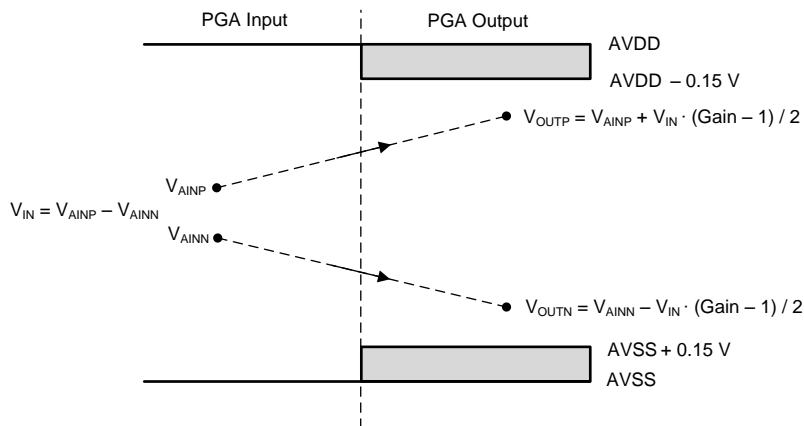 PGA Input
PGA Output
AVDD
AVDD – 0.15 V
V_OUTP = V_AINP + V_IN · (Gain – 1) / 2
V_AINP
V_IN = V_AINP – V_AINN
V_AINN
V_OUTN = V_AINN – V_IN · (Gain – 1) / 2
AVSS + 0.15 V
AVSS